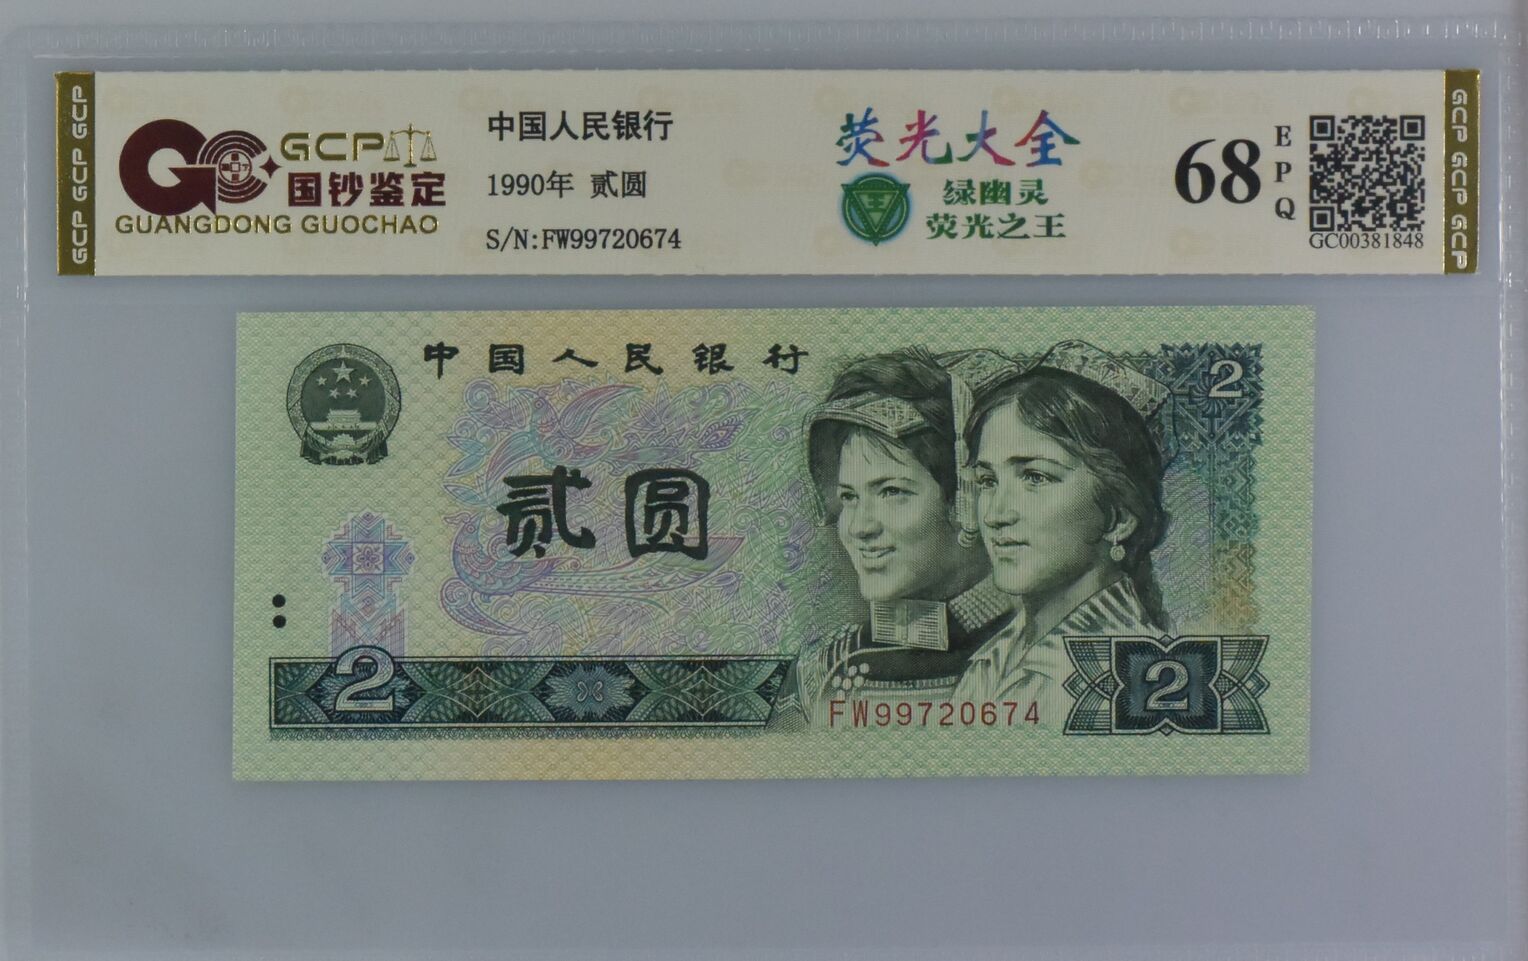 GCP GCP GCP
GCP
国钞鉴定
GUANGDONG GUOCHAO
中国人民银行
1990年 贰圆
S/N:FW99720674
荧光大全
王
绿幽灵
荧光之王
68
EPQ
GC00381848
GCP GCP GCP
中国人民银行
2
贰圆
2
FW99720674
2